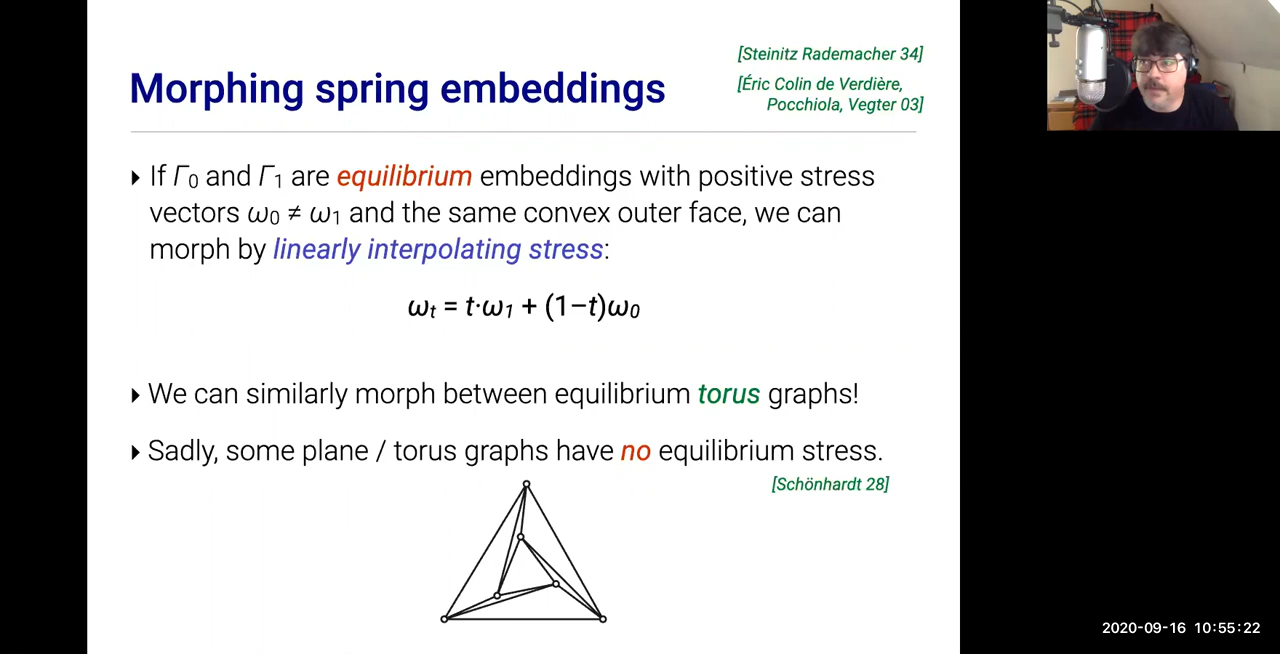 [Steinitz Rademacher 34]
Morphing spring embeddings
[Éric Colin de Verdière,
Pocchiola, Vegter 03]
‣ If Γ₀ and Γ₁ are equilibrium embeddings with positive stress
vectors ω₀ ≠ ω₁ and the same convex outer face, we can
morph by linearly interpolating stress:
ωₜ = t·ω₁ + (1−t)ω₀
‣ We can similarly morph between equilibrium torus graphs!
‣ Sadly, some plane / torus graphs have no equilibrium stress.
[Schönhardt 28]
2020-09-16 10:55:22